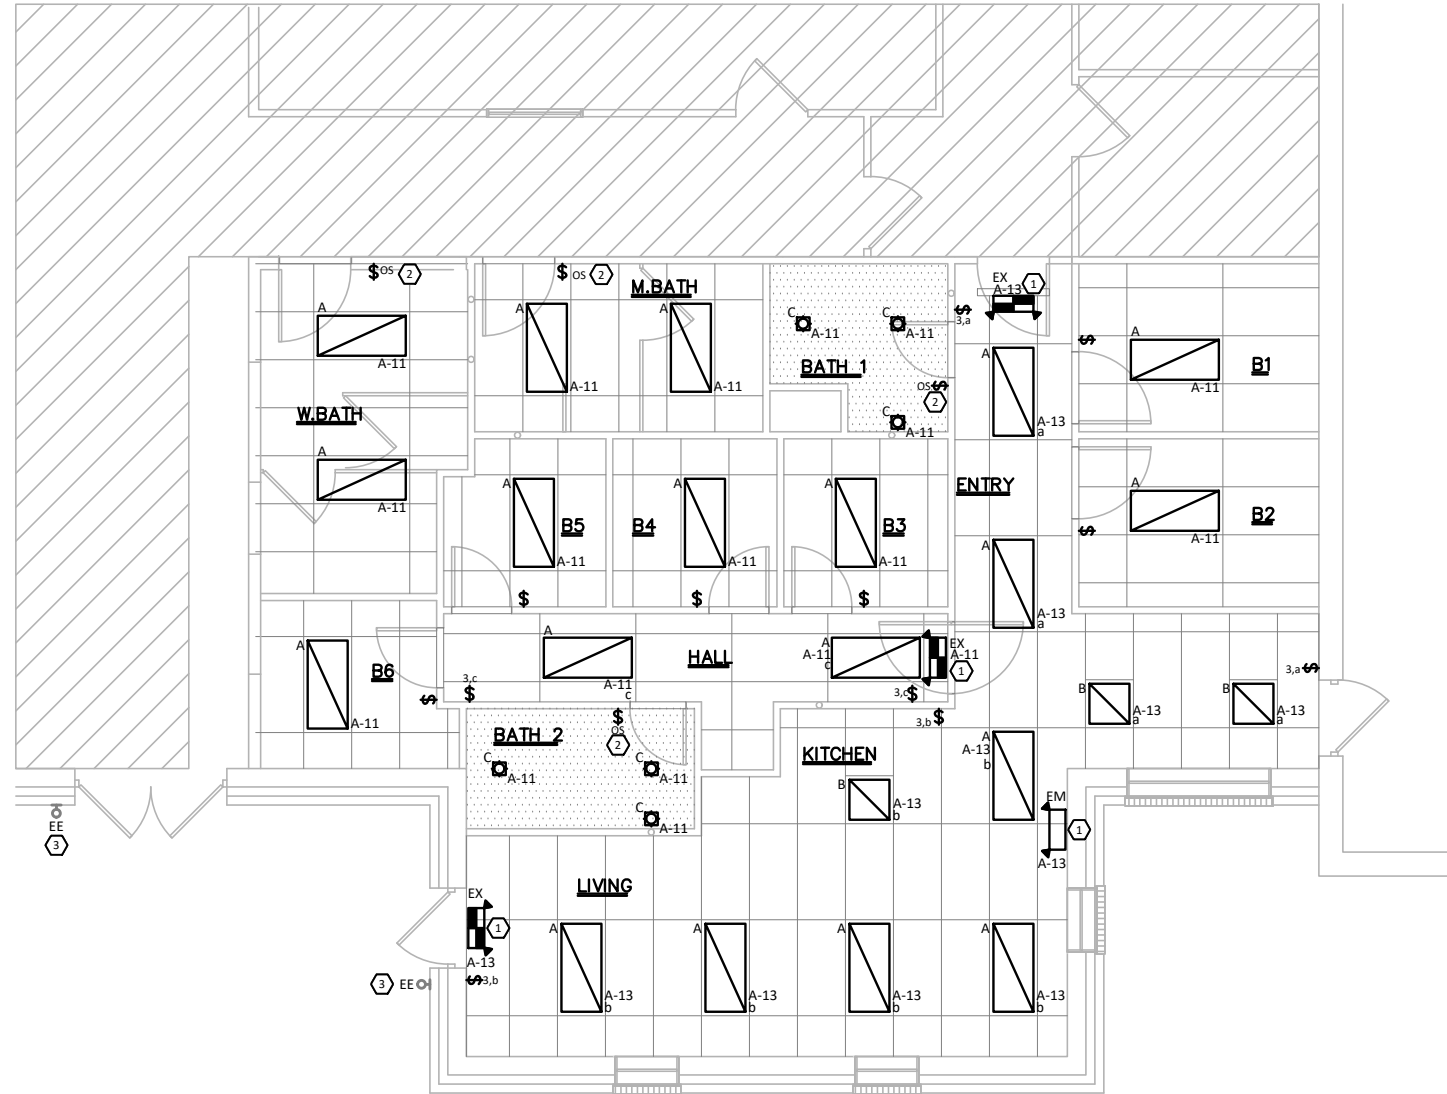 $ OS 2
$ OS 2
M.BATH
EX
A-13
1
A
A-11
A
A-11
A
A-11
C
A-11
C
A-11
$
3,a
BATH 1
OS $
2
C
A-11
A
A-13
a
$
A
A-11
B1
W.BATH
A
A-11
ENTRY
A
A-11
B5
B4
A
A-11
A
A-11
B3
A
A-11
B2
$
$
$
$
A
A-13
a
A
A-11
B6
$
3,c
$
A
A-11
c
HALL
A
A-11
c
EX
A-11
1
3,c $
3,b $
3,a $
B
A-13
a
B
A-13
a
BATH 2
$
OS
2
C
A-11
C
A-11
C
A-11
KITCHEN
B
A-13
b
A
A-13
b
EM
1
A-13
EE
3
LIVING
EX
1
A-13
$ 3,b
3 EE
A
A-13
b
A
A-13
b
A
A-13
b
A
A-13
b